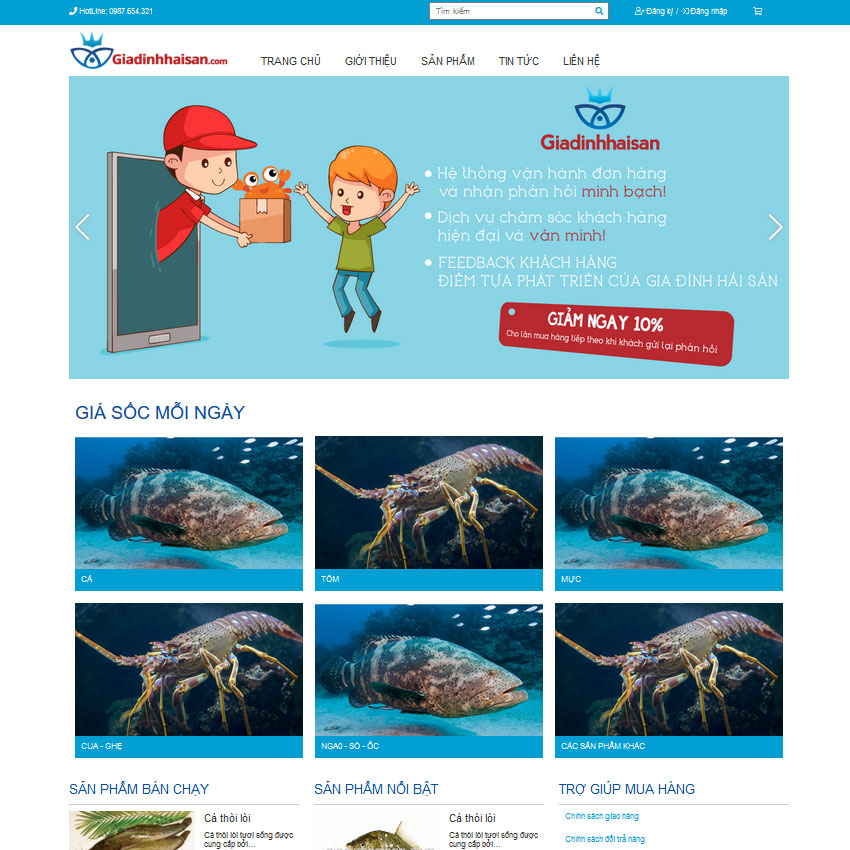 HotLine: 0987.654.321
Tìm kiếm
Đăng ký / Đăng nhập
Giadinhhaisan.com
TRANG CHỦ
GIỚI THIỆU
SẢN PHẨM
TIN TỨC
LIÊN HỆ
Giadinhhaisan
Hệ thống vận hành đơn hàng
và nhận phản hồi minh bạch!
Dịch vụ chăm sóc khách hàng
hiện đại và văn minh!
FEEDBACK KHÁCH HÀNG
ĐIỂM TỰA PHÁT TRIỂN CỦA GIA ĐÌNH HẢI SẢN
GIẢM NGAY 10%
Cho lần mua hàng tiếp theo khi khách gửi lại phản hồi
GIÁ SỐC MỖI NGÀY
CÁ
TÔM
MỰC
CUA - GHẸ
NGAO - SÒ - ỐC
CÁC SẢN PHẨM KHÁC
SẢN PHẨM BÁN CHẠY
SẢN PHẨM NỔI BẬT
TRỢ GIÚP MUA HÀNG
Cá thòi lòi
Cá thòi lòi tươi sống được
cung cấp bởi...
Cá thòi lòi
Cá thòi lòi tươi sống được
cung cấp bởi...
Chính sách giao hàng
Chính sách đổi trả hàng